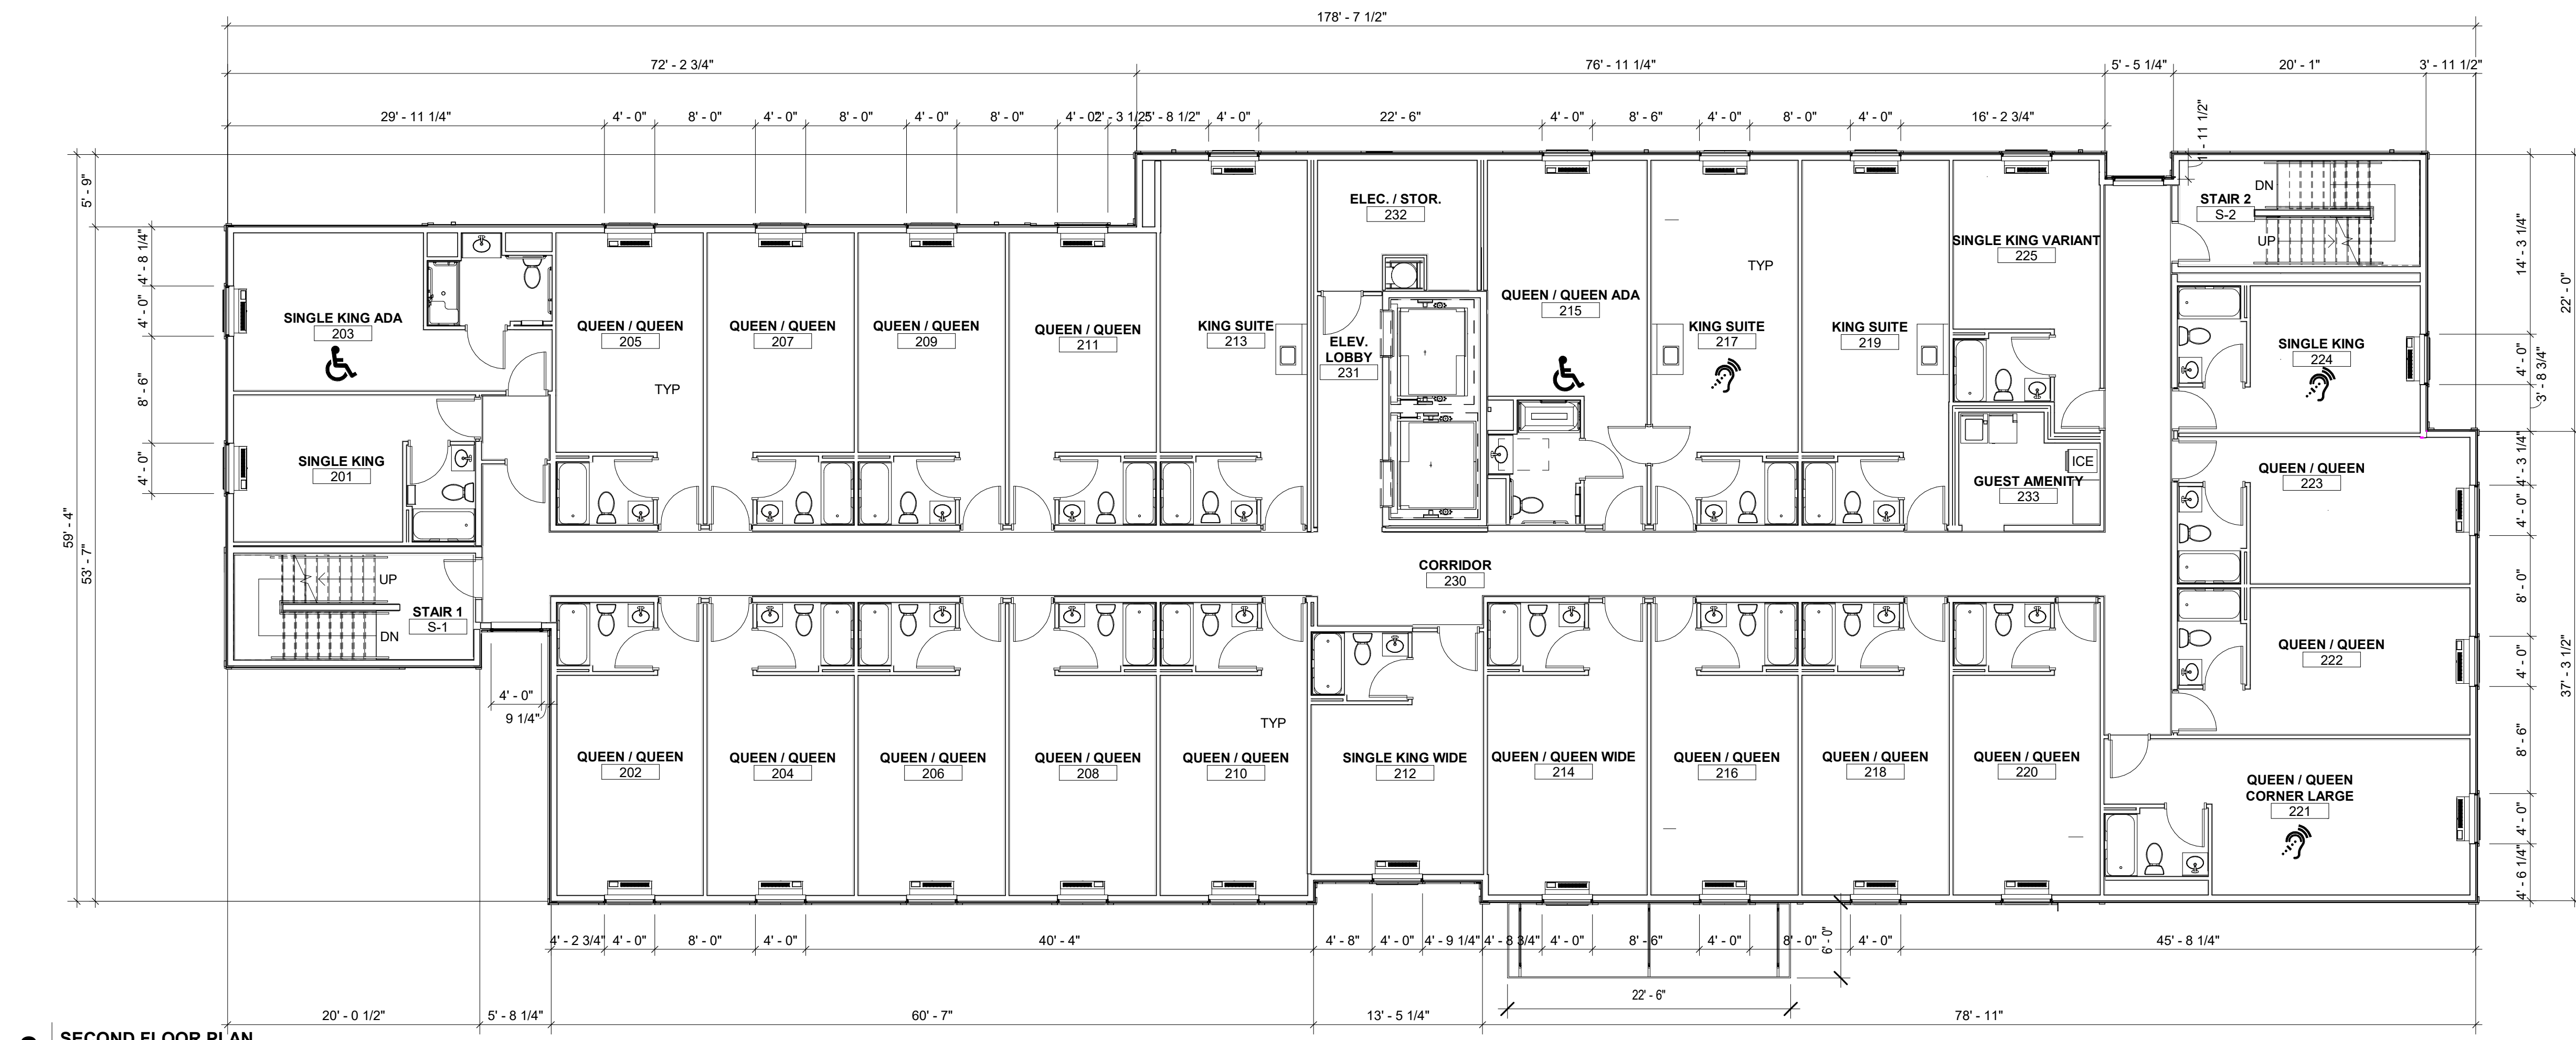 178' - 7 1/2"
72' - 2 3/4"
76' - 11 1/4"
5' - 5 1/4"
20' - 1"
3' - 11 1/2"
29' - 11 1/4"
4' - 0"
8' - 0"
4' - 0"
8' - 0"
4' - 0"
8' - 0"
4' - 0"
2' - 3 1/2"
5' - 8 1/2"
4' - 0"
22' - 6"
4' - 0"
8' - 6"
4' - 0"
8' - 0"
4' - 0"
16' - 2 3/4"
1' - 11 1/2"
5' - 9"
59' - 4"
53' - 7"
4' - 8 1/4"
4' - 0"
8' - 6"
4' - 0"
14' - 3 1/4"
22' - 0"
4' - 0"
3' - 8 3/4"
4' - 3 1/4"
4' - 0"
8' - 0"
4' - 0"
37' - 3 1/2"
8' - 6"
4' - 0"
4' - 6 1/4"
ELEC. / STOR.
232
STAIR 2
S-2
DN
UP
SINGLE KING VARIANT
225
TYP
SINGLE KING ADA
203
QUEEN / QUEEN
205
TYP
QUEEN / QUEEN
207
QUEEN / QUEEN
209
QUEEN / QUEEN
211
KING SUITE
213
ELEV.
LOBBY
231
QUEEN / QUEEN ADA
215
KING SUITE
217
KING SUITE
219
SINGLE KING
224
SINGLE KING
201
GUEST AMENITY
233
ICE
QUEEN / QUEEN
223
CORRIDOR
230
UP
DN
STAIR 1
S-1
QUEEN / QUEEN
222
4' - 0"
9 1/4"
TYP
QUEEN / QUEEN
202
QUEEN / QUEEN
204
QUEEN / QUEEN
206
QUEEN / QUEEN
208
QUEEN / QUEEN
210
SINGLE KING WIDE
212
QUEEN / QUEEN WIDE
214
QUEEN / QUEEN
216
QUEEN / QUEEN
218
QUEEN / QUEEN
220
QUEEN / QUEEN
CORNER LARGE
221
4' - 2 3/4"
4' - 0"
8' - 0"
4' - 0"
40' - 4"
4' - 8"
4' - 0"
4' - 9 1/4"
4' - 8 3/4"
4' - 0"
8' - 6"
4' - 0"
8' - 0"
6' - 0"
4' - 0"
45' - 8 1/4"
22' - 6"
20' - 0 1/2"
5' - 8 1/4"
60' - 7"
13' - 5 1/4"
78' - 11"
SECOND FLOOR PLAN